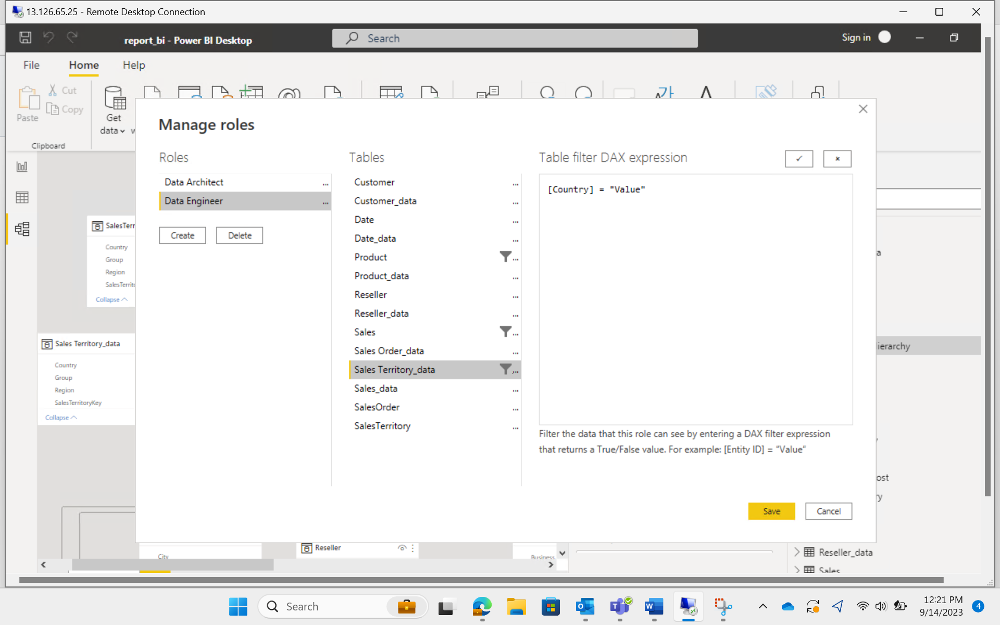 13.126.65.25 - Remote Desktop Connection
report_bi - Power BI Desktop
Search
Sign in
File
Home
Help
Cut
Copy
Paste
Get
data
Clipboard
Manage roles
Roles
Tables
Table filter DAX expression
Data Architect
...
Data Engineer
...
Create
Delete
Customer
...
Customer_data
...
Date
...
Date_data
...
Product
...
Product_data
...
Reseller
...
Reseller_data
...
Sales
...
Sales Order_data
...
Sales Territory_data
...
Sales_data
...
SalesOrder
...
SalesTerritory
...
[Country] = "Value"
Filter the data that this role can see by entering a DAX filter expression
that returns a True/False value. For example: [Entity ID] = "Value"
Save
Cancel
SalesTerr
Country
Group
Region
SalesTerrito
Collapse
Sales Territory_data
Country
Group
Region
SalesTerritoryKey
Collapse
City
Reseller
Business
a
ierarchy
ost
ry
Reseller_data
Sales
Search
12:21 PM
9/14/2023
4